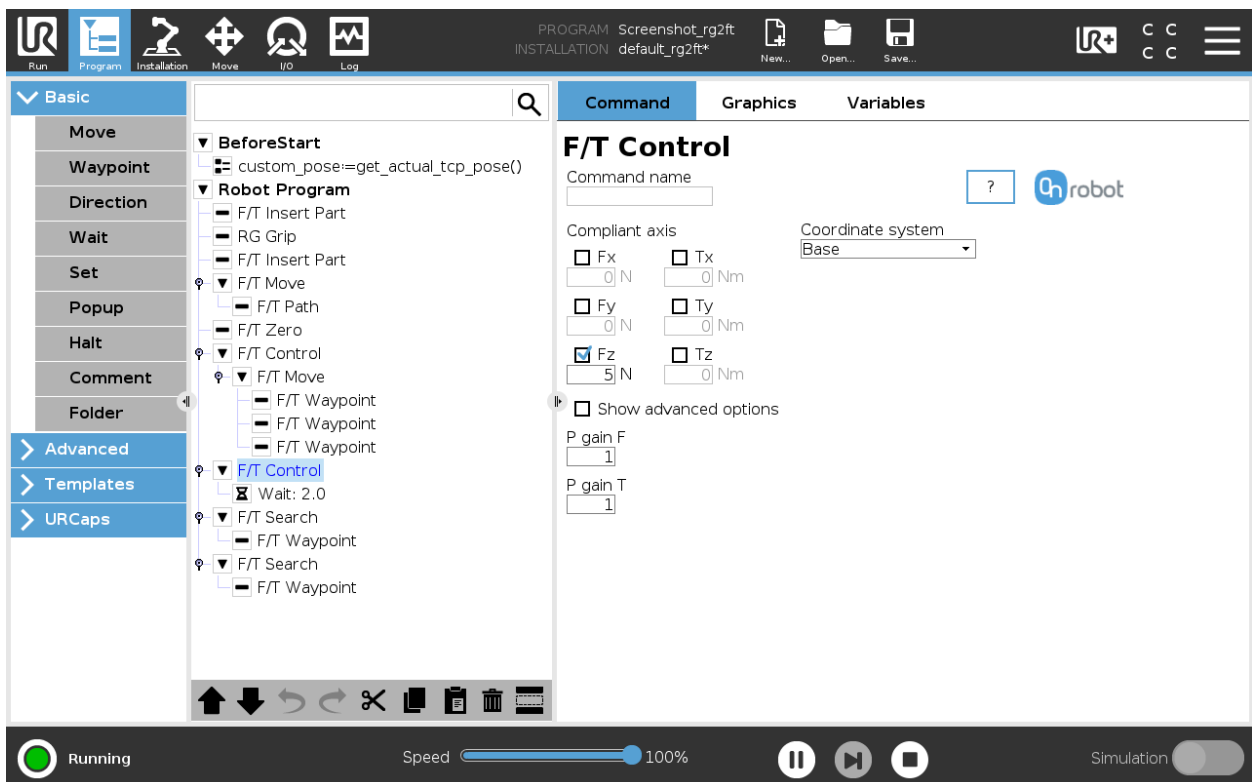 PROGRAM Screenshot_rg2ft
INSTALLATION default_rg2ft*
Run
Program
Installation
Move
I/O
Log
New...
Open...
Save...
UR+
C C
C C
Basic
Move
Waypoint
Direction
Wait
Set
Popup
Halt
Comment
Folder
Advanced
Templates
URCaps
BeforeStart
custom_pose≔get_actual_tcp_pose()
Robot Program
F/T Insert Part
RG Grip
F/T Insert Part
F/T Move
F/T Path
F/T Zero
F/T Control
F/T Move
F/T Waypoint
F/T Waypoint
F/T Waypoint
F/T Control
Wait: 2.0
F/T Search
F/T Waypoint
F/T Search
F/T Waypoint
Command Graphics Variables
F/T Control
Command name
?
On robot
Compliant axis
Coordinate system
Base
Fx Tx
0 N 0 Nm
Fy Ty
0 N 0 Nm
Fz Tz
5 N 0 Nm
Show advanced options
P gain F
1
P gain T
1
Running
Speed 100%
Simulation